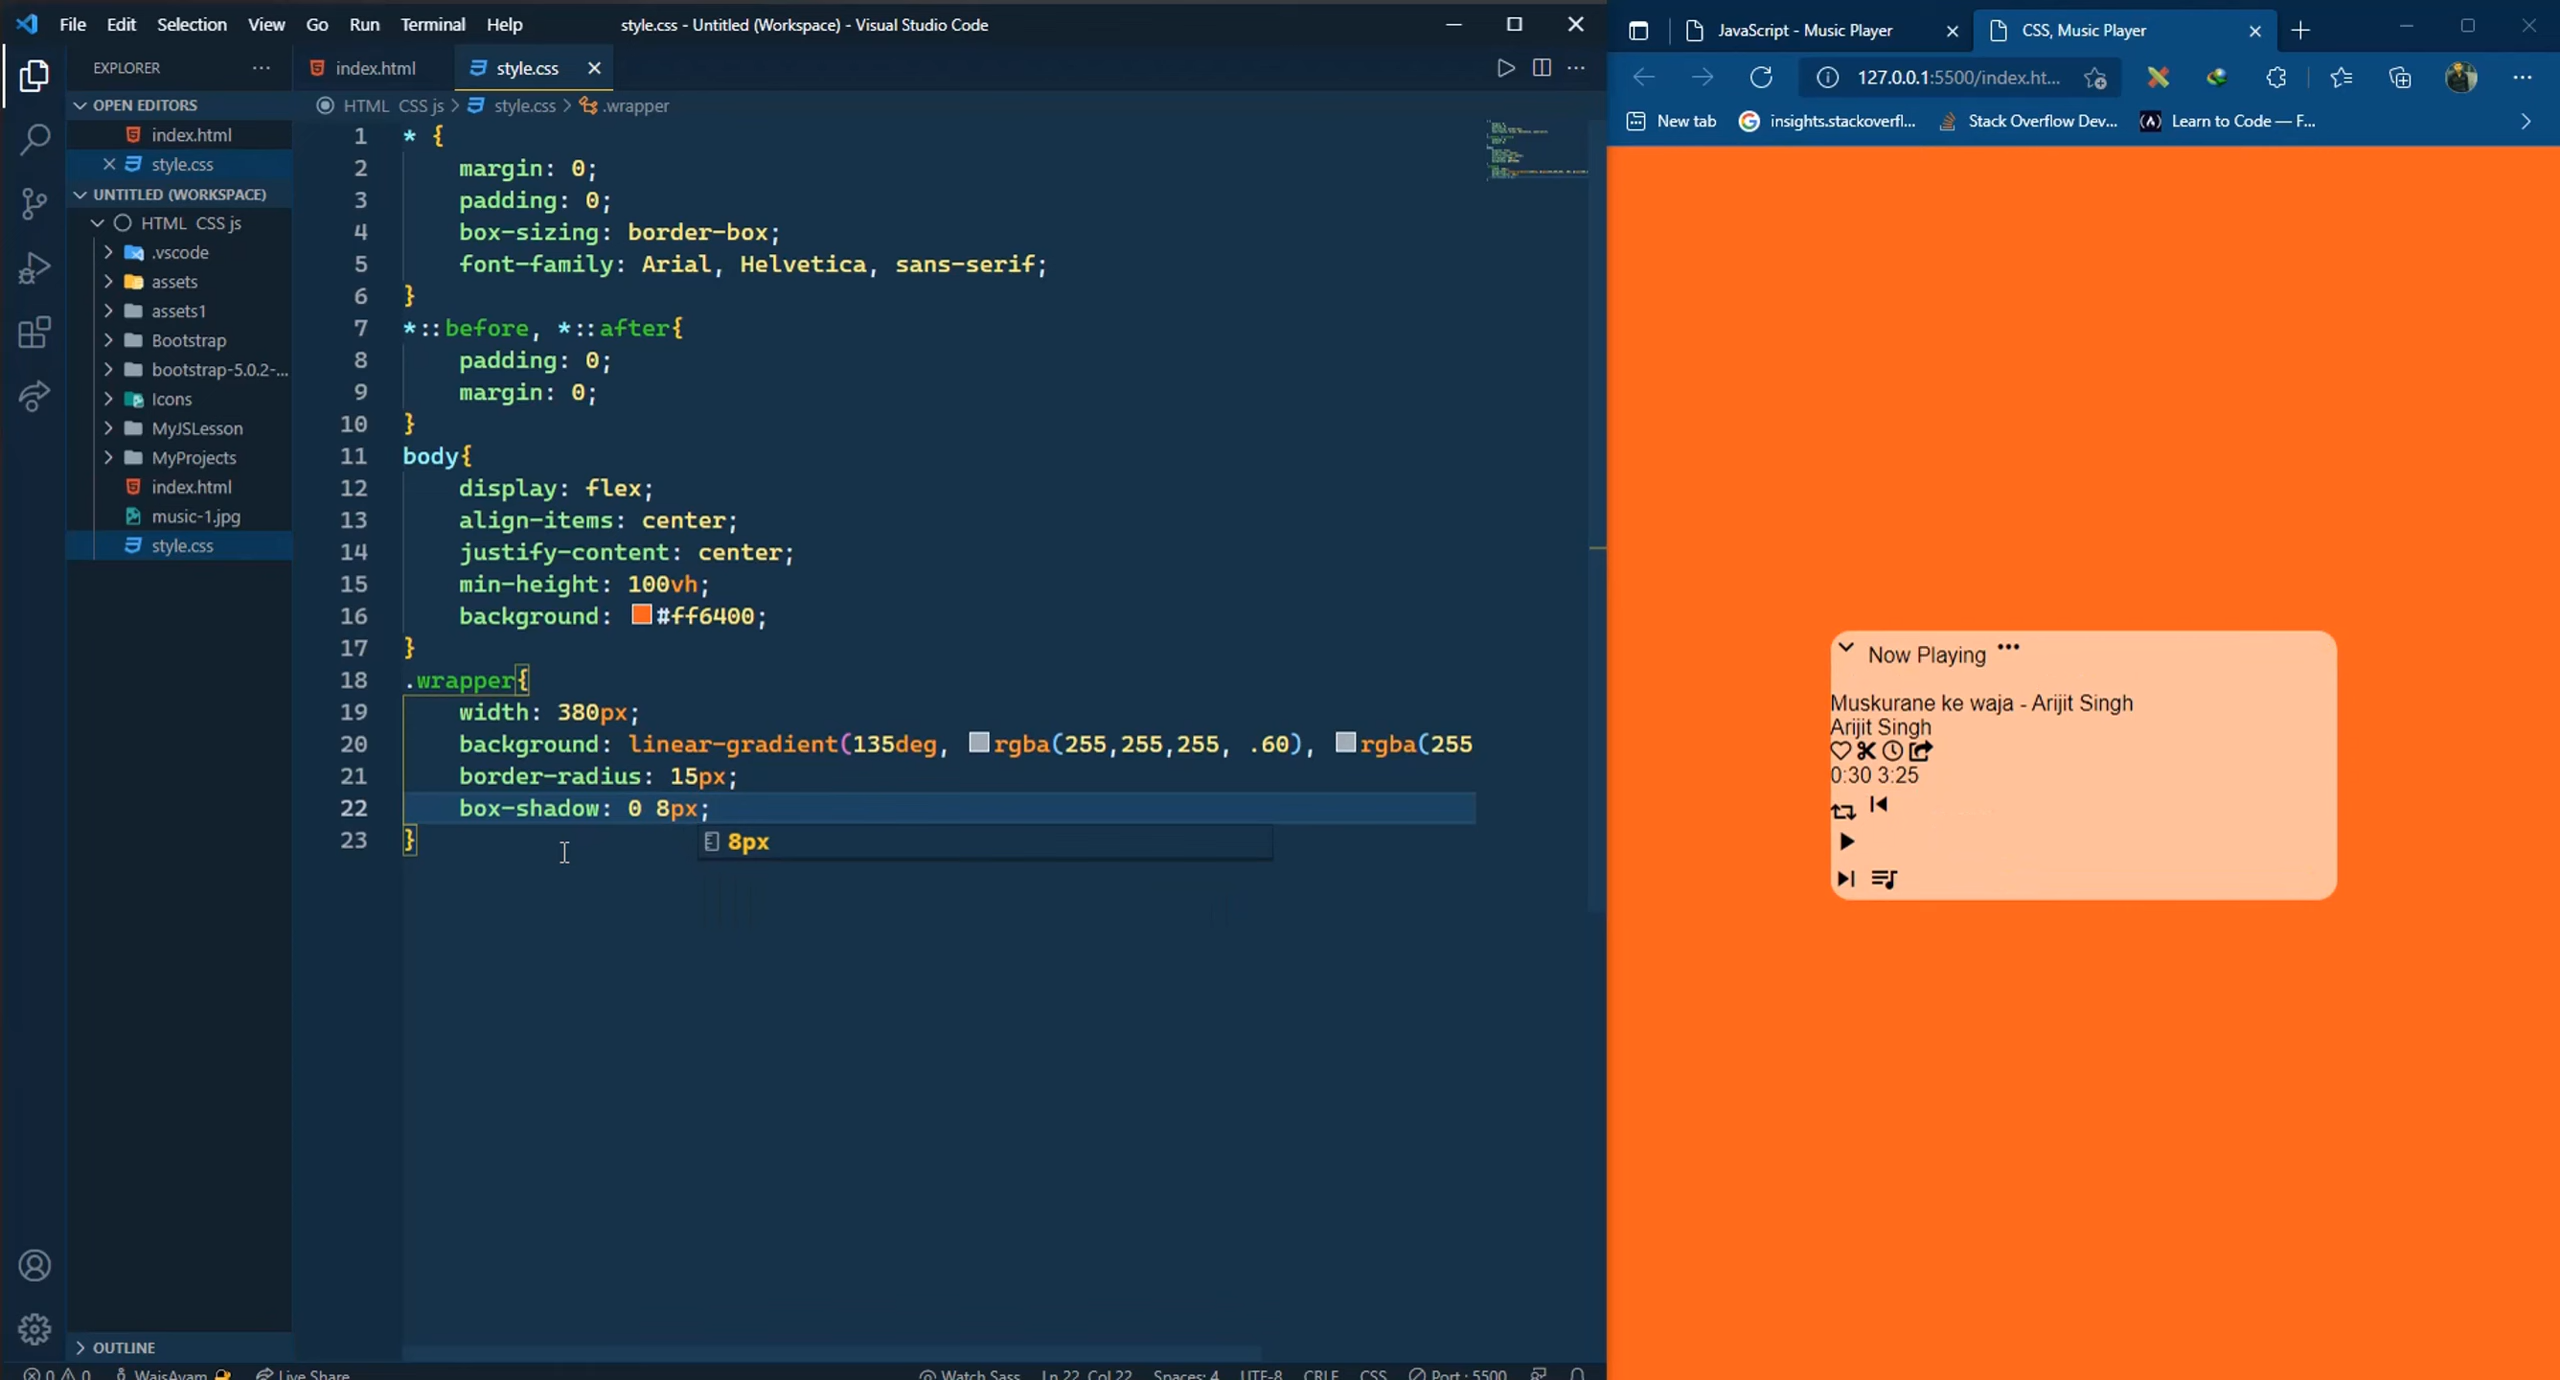 File Edit Selection View Go Run Terminal Help
style.css - Untitled (Workspace) - Visual Studio Code
EXPLORER
OPEN EDITORS
index.html
style.css
UNTITLED (WORKSPACE)
HTML CSS js
.vscode
assets
assets1
Bootstrap
bootstrap-5.0.2-...
Icons
MyJSLesson
MyProjects
index.html
music-1.jpg
style.css
OUTLINE
index.html style.css
HTML CSS js > style.css > .wrapper
1 * {
2 margin: 0;
3 padding: 0;
4 box-sizing: border-box;
5 font-family: Arial, Helvetica, sans-serif;
6 }
7 *::before, *::after{
8 padding: 0;
9 margin: 0;
10 }
11 body{
12 display: flex;
13 align-items: center;
14 justify-content: center;
15 min-height: 100vh;
16 background: #ff6400;
17 }
18 .wrapper{
19 width: 380px;
20 background: linear-gradient(135deg, rgba(255,255,255, .60), rgba(255
21 border-radius: 15px;
22 box-shadow: 0 8px;
23 }
8px
0 0 WaisAyam Live Share Watch Sass Ln 22, Col 22 Spaces: 4 UTF-8 CRLF CSS Port : 5500
JavaScript - Music Player CSS, Music Player
127.0.0.1:5500/index.ht...
New tab insights.stackoverfl... Stack Overflow Dev... Learn to Code — F...
Now Playing
Muskurane ke waja - Arijit Singh
Arijit Singh
0:30 3:25